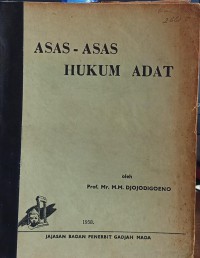 ASAS - ASAS
HUKUM ADAT
oleh
Prof. Mr. M.M. DJOJODIGOENO
1958.
JAJASAN BADAN PENERBIT GADJAH MADA